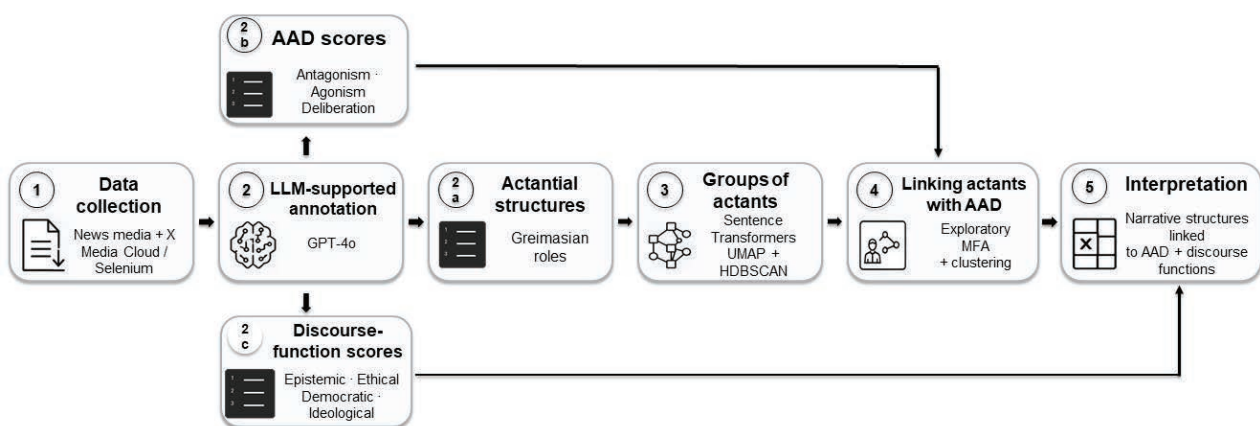 2
b
AAD scores
Antagonism ·
Agonism
Deliberation
1
Data
collection
News media + X
Media Cloud /
Selenium
2
LLM-supported
annotation
GPT-4o
2
a
Actantial
structures
Greimasian
roles
3
Groups of
actants
Sentence
Transformers
UMAP +
HDBSCAN
4
Linking actants
with AAD
Exploratory
MFA
+ clustering
5
Interpretation
Narrative structures
linked
to AAD + discourse
functions
X
2
c
Discourse-
function scores
Epistemic · Ethical
Democratic ·
Ideological